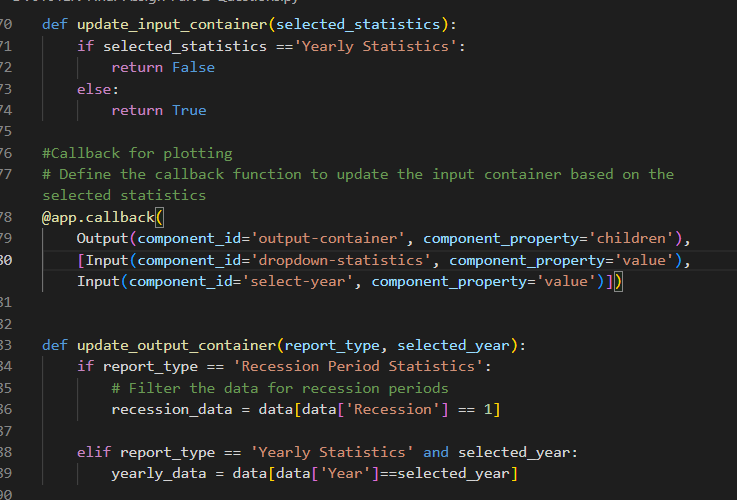 70 def update_input_container(selected_statistics):
71 if selected_statistics =='Yearly Statistics':
72 return False
73 else:
74 return True
75
76 #Callback for plotting
77 # Define the callback function to update the input container based on the
selected statistics
78 @app.callback(
79 Output(component_id='output-container', component_property='children'),
80 [Input(component_id='dropdown-statistics', component_property='value'),
Input(component_id='select-year', component_property='value')])
81
82
83 def update_output_container(report_type, selected_year):
84 if report_type == 'Recession Period Statistics':
85 # Filter the data for recession periods
86 recession_data = data[data['Recession'] == 1]
87
88 elif report_type == 'Yearly Statistics' and selected_year:
89 yearly_data = data[data['Year']==selected_year]
90